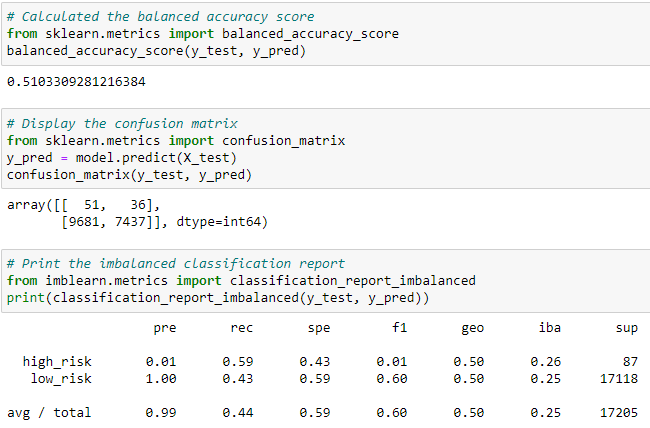 # Calculated the balanced accuracy score
from sklearn.metrics import balanced_accuracy_score
balanced_accuracy_score(y_test, y_pred)
0.5103309281216384
# Display the confusion matrix
from sklearn.metrics import confusion_matrix
y_pred = model.predict(X_test)
confusion_matrix(y_test, y_pred)
array([[  51,   36],
       [9681, 7437]], dtype=int64)
# Print the imbalanced classification report
from imblearn.metrics import classification_report_imbalanced
print(classification_report_imbalanced(y_test, y_pred))
                   pre       rec       spe        f1       geo       iba       sup
  high_risk       0.01      0.59      0.43      0.01      0.50      0.26        87
   low_risk       1.00      0.43      0.59      0.60      0.50      0.25     17118
avg / total       0.99      0.44      0.59      0.60      0.50      0.25     17205